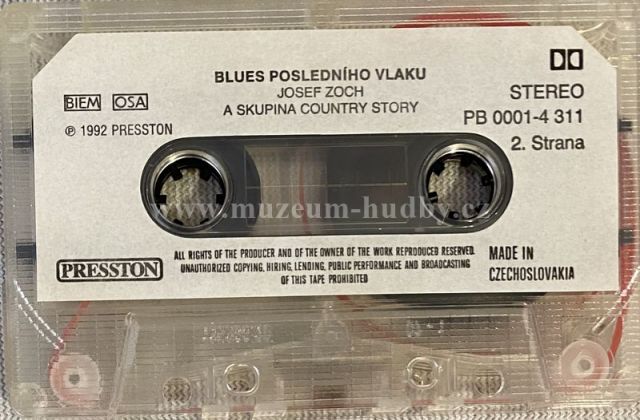 BLUES POSLEDNÍHO VLAKU
JOSEF ZOCH
A SKUPINA COUNTRY STORY
BIEM OSA
℗ 1992 PRESSTON
STEREO
PB 0001-4 311
2. Strana
www.muzeum-hudby.cz
PRESSTON
ALL RIGHTS OF THE PRODUCER AND OF THE OWNER OF THE WORK REPRODUCED RESERVED.
UNAUTHORIZED COPYING, HIRING, LENDING, PUBLIC PERFORMANCE AND BROADCASTING
OF THIS TAPE PROHIBITED
MADE IN
CZECHOSLOVAKIA